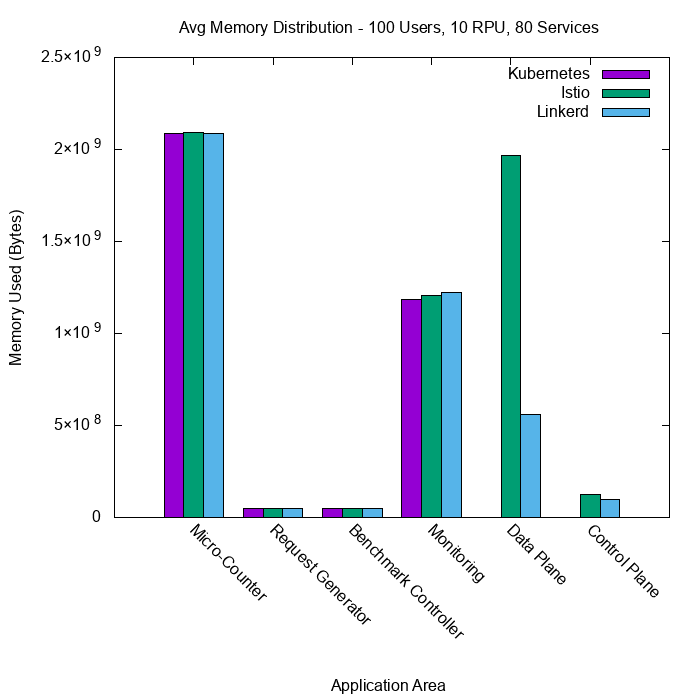 Avg Memory Distribution - 100 Users, 10 RPU, 80 Services
Kubernetes
Istio
Linkerd
Memory Used (Bytes)
2.5×10⁹
2×10⁹
1.5×10⁹
1×10⁹
5×10⁸
0
Micro-Counter
Request Generator
Benchmark Controller
Monitoring
Data Plane
Control Plane
Application Area